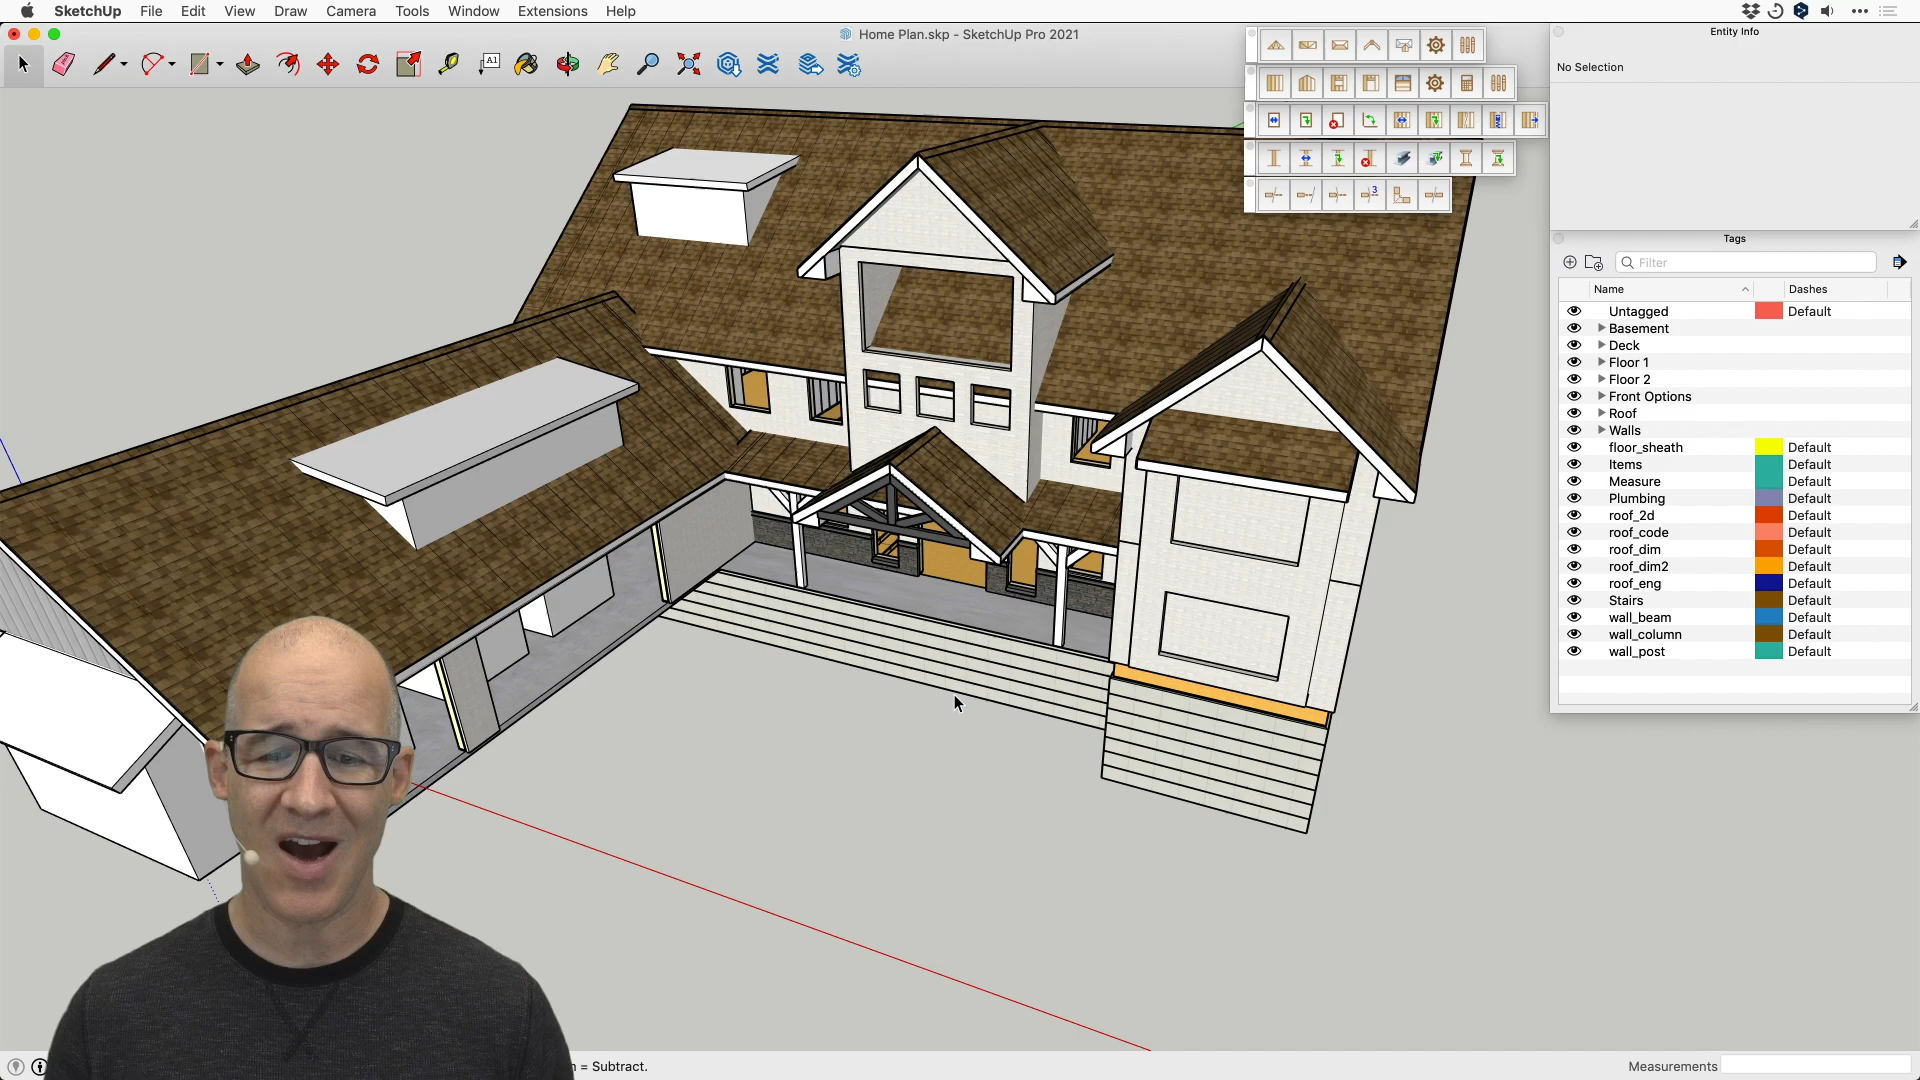 SketchUp File Edit View Draw Camera Tools Window Extensions Help
Home Plan.skp - SketchUp Pro 2021
A1
3
Entity Info
No Selection
Tags
Filter
Name Dashes
Untagged Default
Basement
Deck
Floor 1
Floor 2
Front Options
Roof
Walls
floor_sheath Default
Items Default
Measure Default
Plumbing Default
roof_2d Default
roof_code Default
roof_dim Default
roof_dim2 Default
roof_eng Default
Stairs Default
wall_beam Default
wall_column Default
wall_post Default
= Subtract.
Measurements